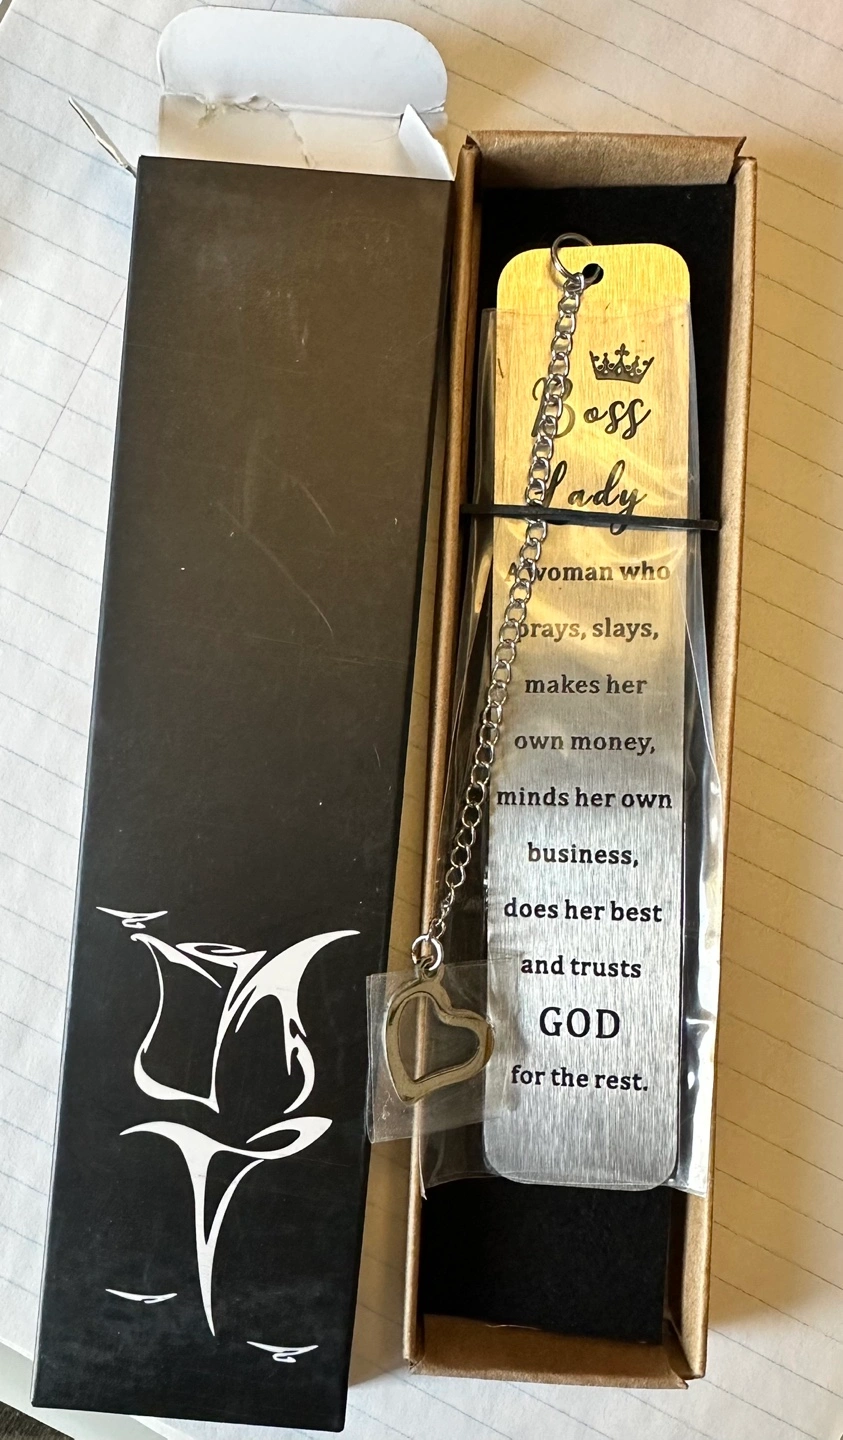 Boss
Lady
A woman who
prays, slays,
makes her
own money,
minds her own
business,
does her best
and trusts
GOD
for the rest.